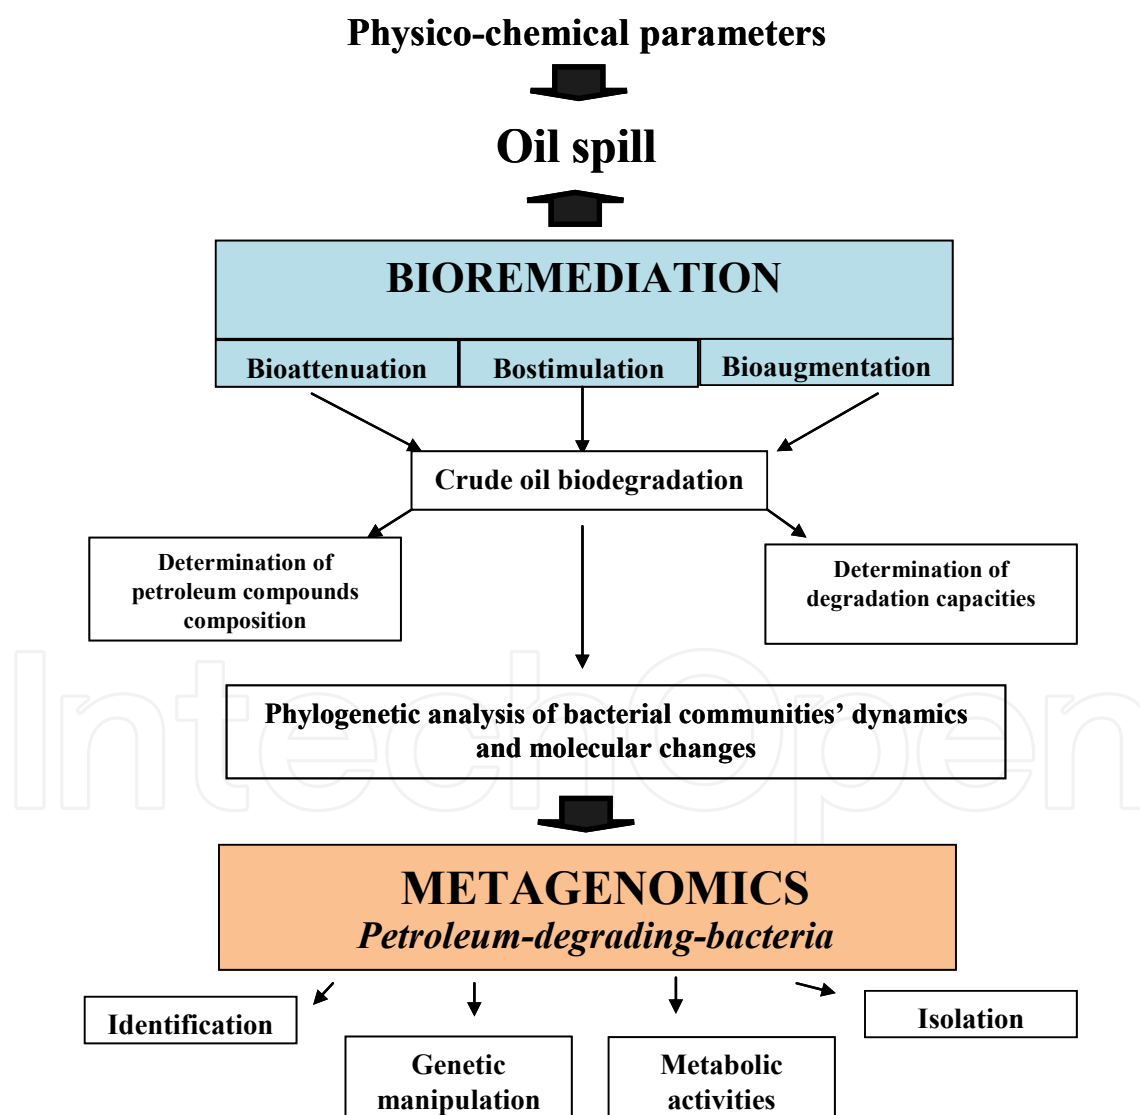 Physico-chemical parameters
Oil spill
BIOREMEDIATION
Bioattenuation
Bostimulation
Bioaugmentation
Crude oil biodegradation
Determination of
petroleum compounds
composition
Determination of
degradation capacities
Phylogenetic analysis of bacterial communities’ dynamics
and molecular changes
IntechOpen
METAGENOMICS
Petroleum-degrading-bacteria
Identification
Isolation
Genetic
manipulation
Metabolic
activities